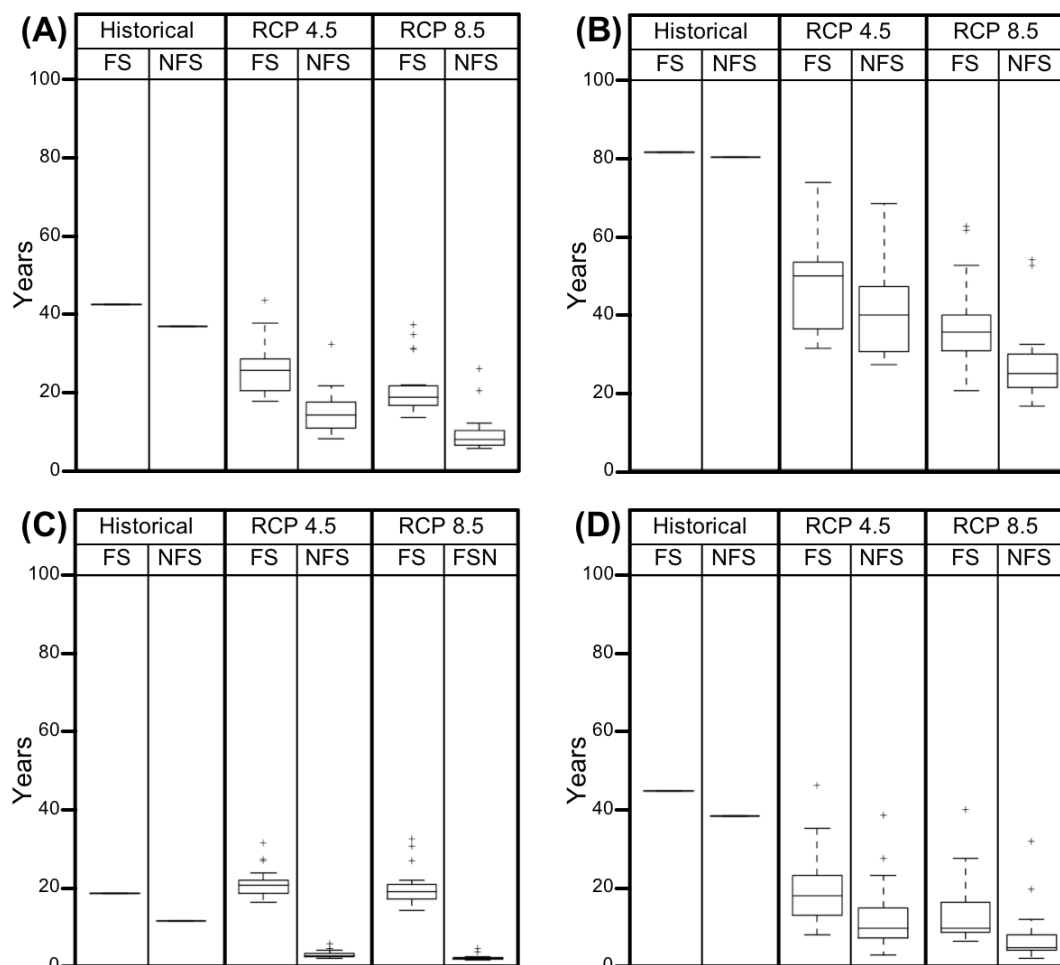 (A)
Historical RCP 4.5 RCP 8.5
FS NFS FS NFS FS NFS
100
80
60
40
20
0
Years
(B)
Historical RCP 4.5 RCP 8.5
FS NFS FS NFS FS NFS
100
80
60
40
20
0
Years
(C)
Historical RCP 4.5 RCP 8.5
FS NFS FS NFS FS FSN
100
80
60
40
20
0
Years
(D)
Historical RCP 4.5 RCP 8.5
FS NFS FS NFS FS NFS
100
80
60
40
20
0
Years